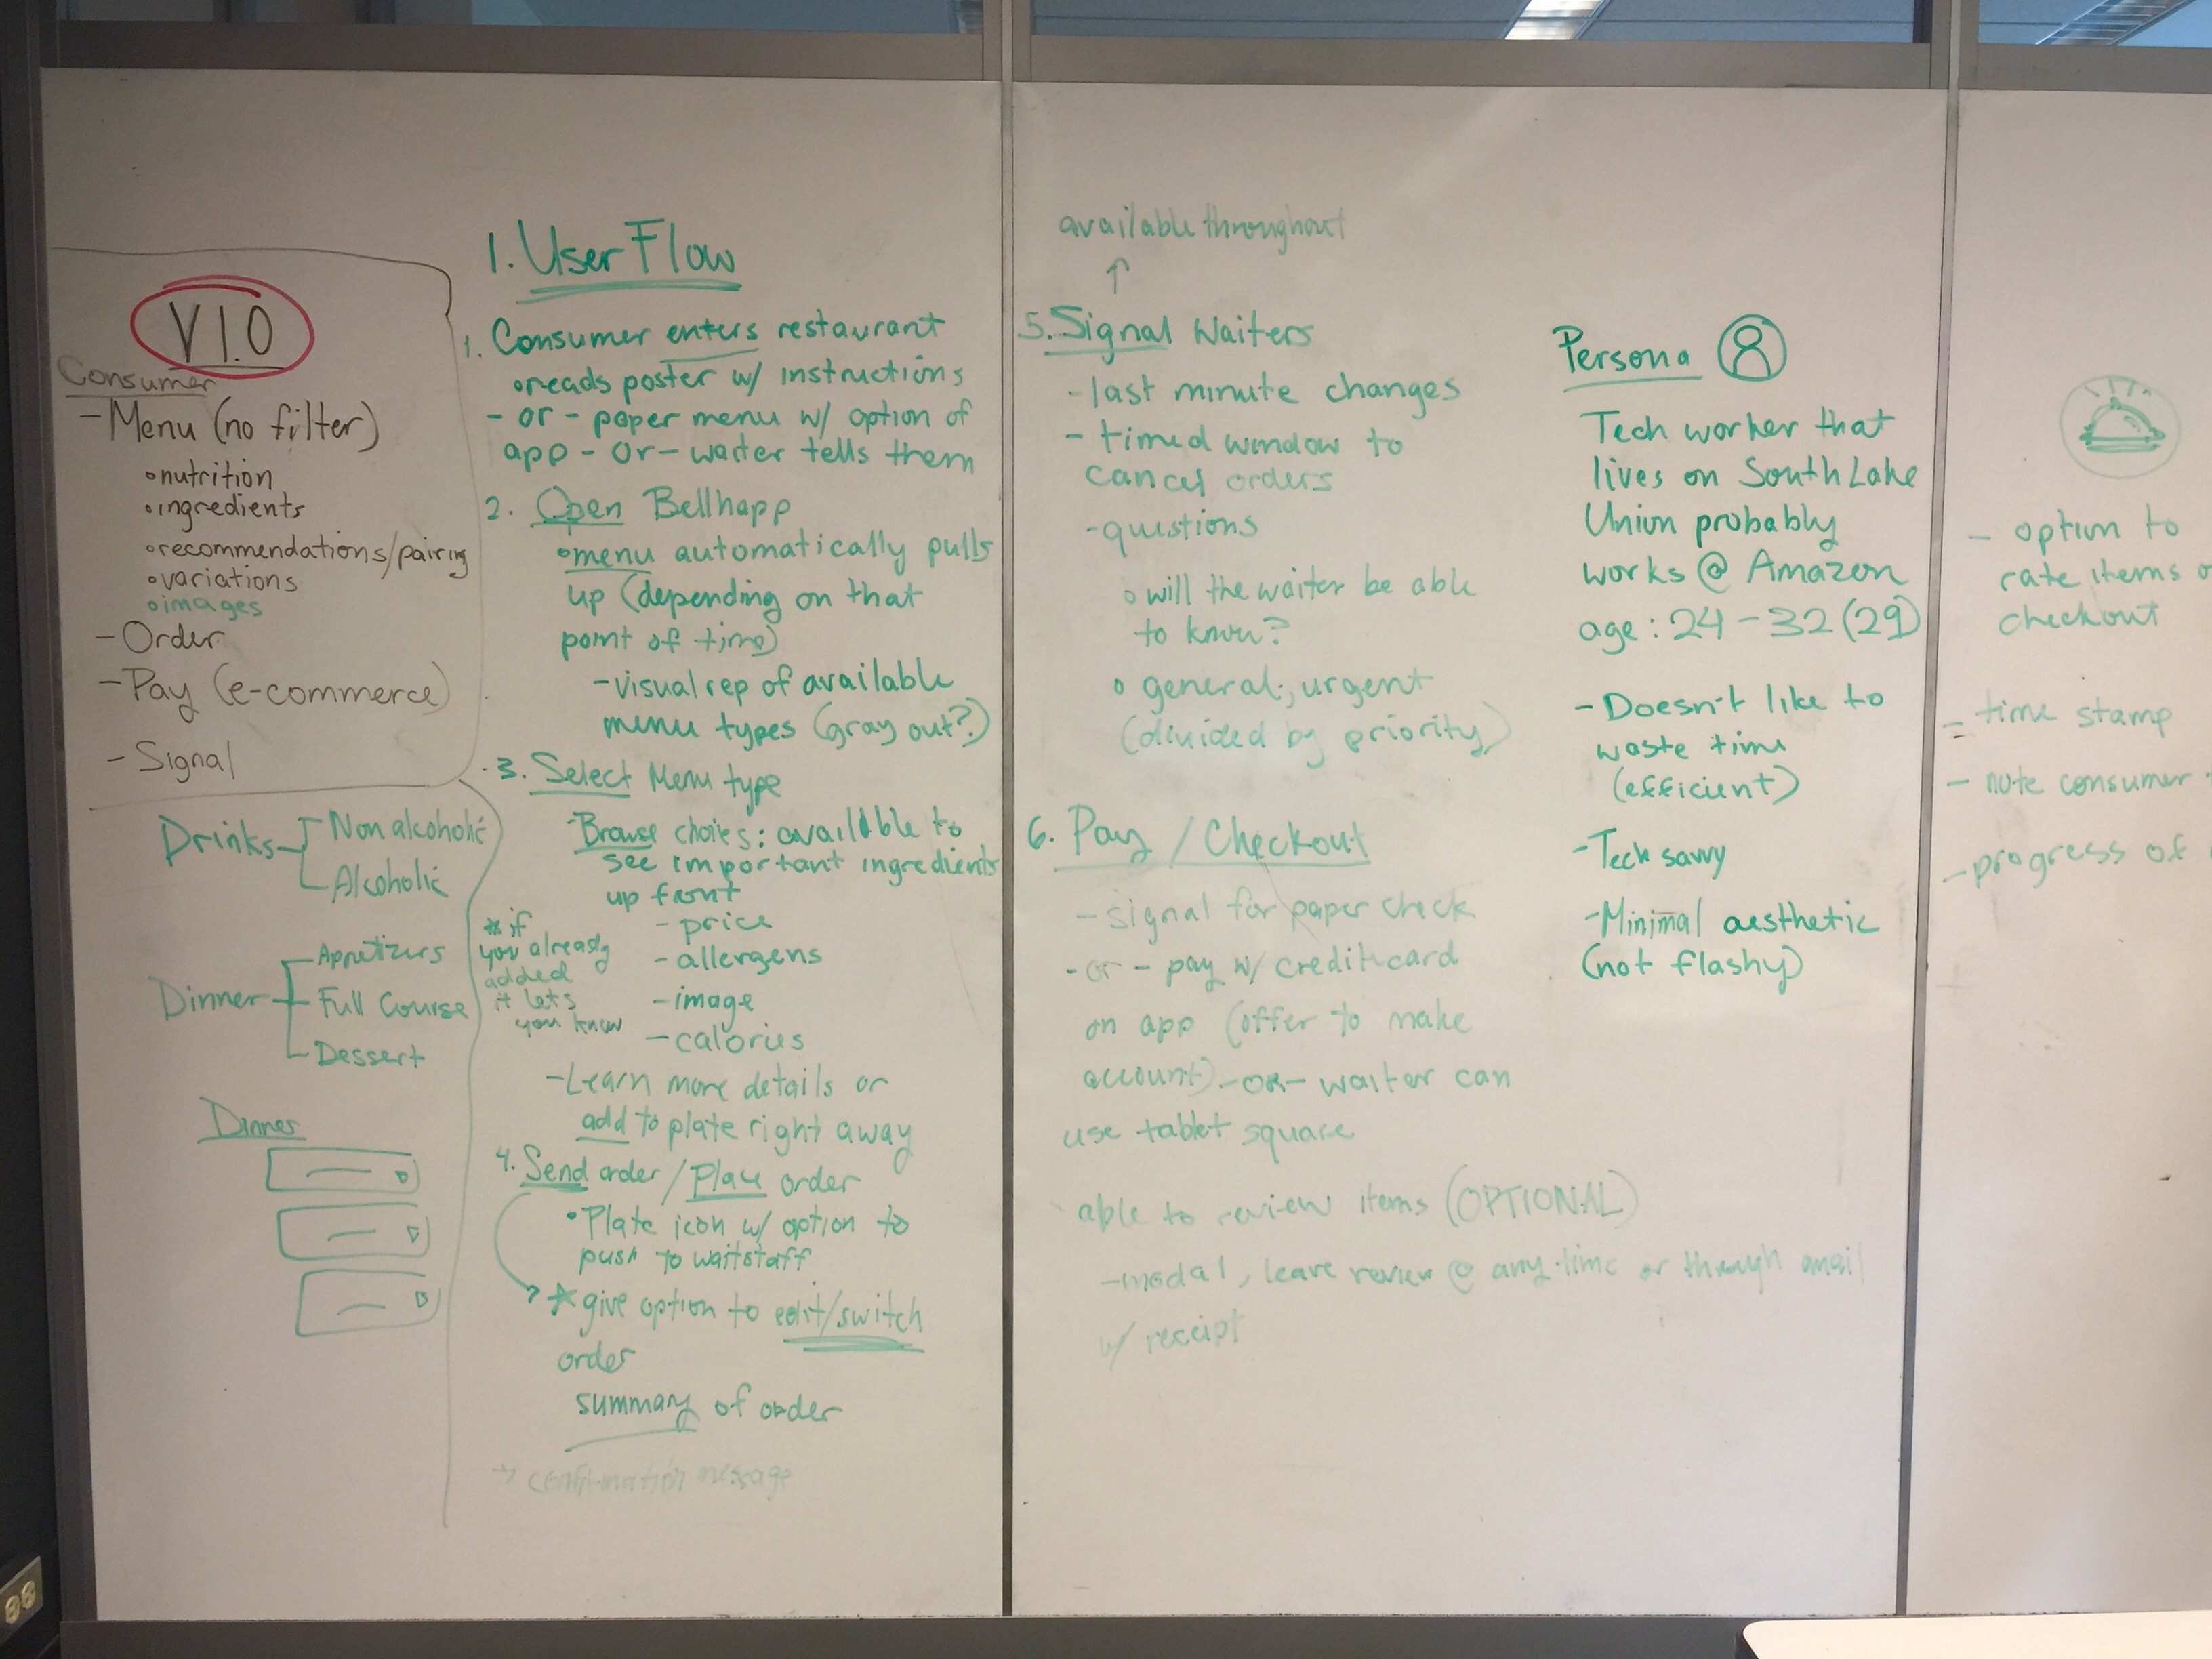 V1.0
Consumer
- Menu (no filter)
◦ nutrition
◦ ingredients
◦ recommendations/pairing
◦ variations
◦ images
- Order
- Pay (e-commerce)
- Signal
Drinks
Non alcoholic
Alcoholic
Dinner
Appetizers
Full Course
Dessert
Dinner
1. User Flow
1. Consumer enters restaurant
◦ reads poster w/ instructions
- or - paper menu w/ option of
app - or - waiter tells them
2. Open Bellhapp
◦ menu automatically pulls
up (depending on that
point of time)
- visual rep of available
menu types (gray out?)
3. Select Menu type
- Browse choices: available to
see important ingredients
up front
- price
- allergens
- image
- calories
* if
you already
added
it lets
you know
- Learn more details or
add to plate right away
4. Send order / Place order
• Plate icon w/ option to
push to waitstaff
* give option to edit/switch
order
summary of order
→ confirmation message
available throughout
↑
5. Signal Waiters
- last minute changes
- timed window to
cancel orders
- questions
◦ will the waiter be able
to know?
◦ general; urgent
(divided by priority)
6. Pay / Checkout
- signal for paper check
- or - pay w/ credit card
on app (offer to make
account) - or - waiter can
use tablet square
able to review items (OPTIONAL)
- modal, leave review @ any time or through email
w/ receipt
Persona
Tech worker that
lives on South Lake
Union probably
works @ Amazon
age: 24 - 32 (29)
- Doesn't like to
waste time
(efficient)
- Tech savvy
- Minimal aesthetic
(not flashy)
- option to
rate items
checkout
- time stamp
- note consumer
- progress of